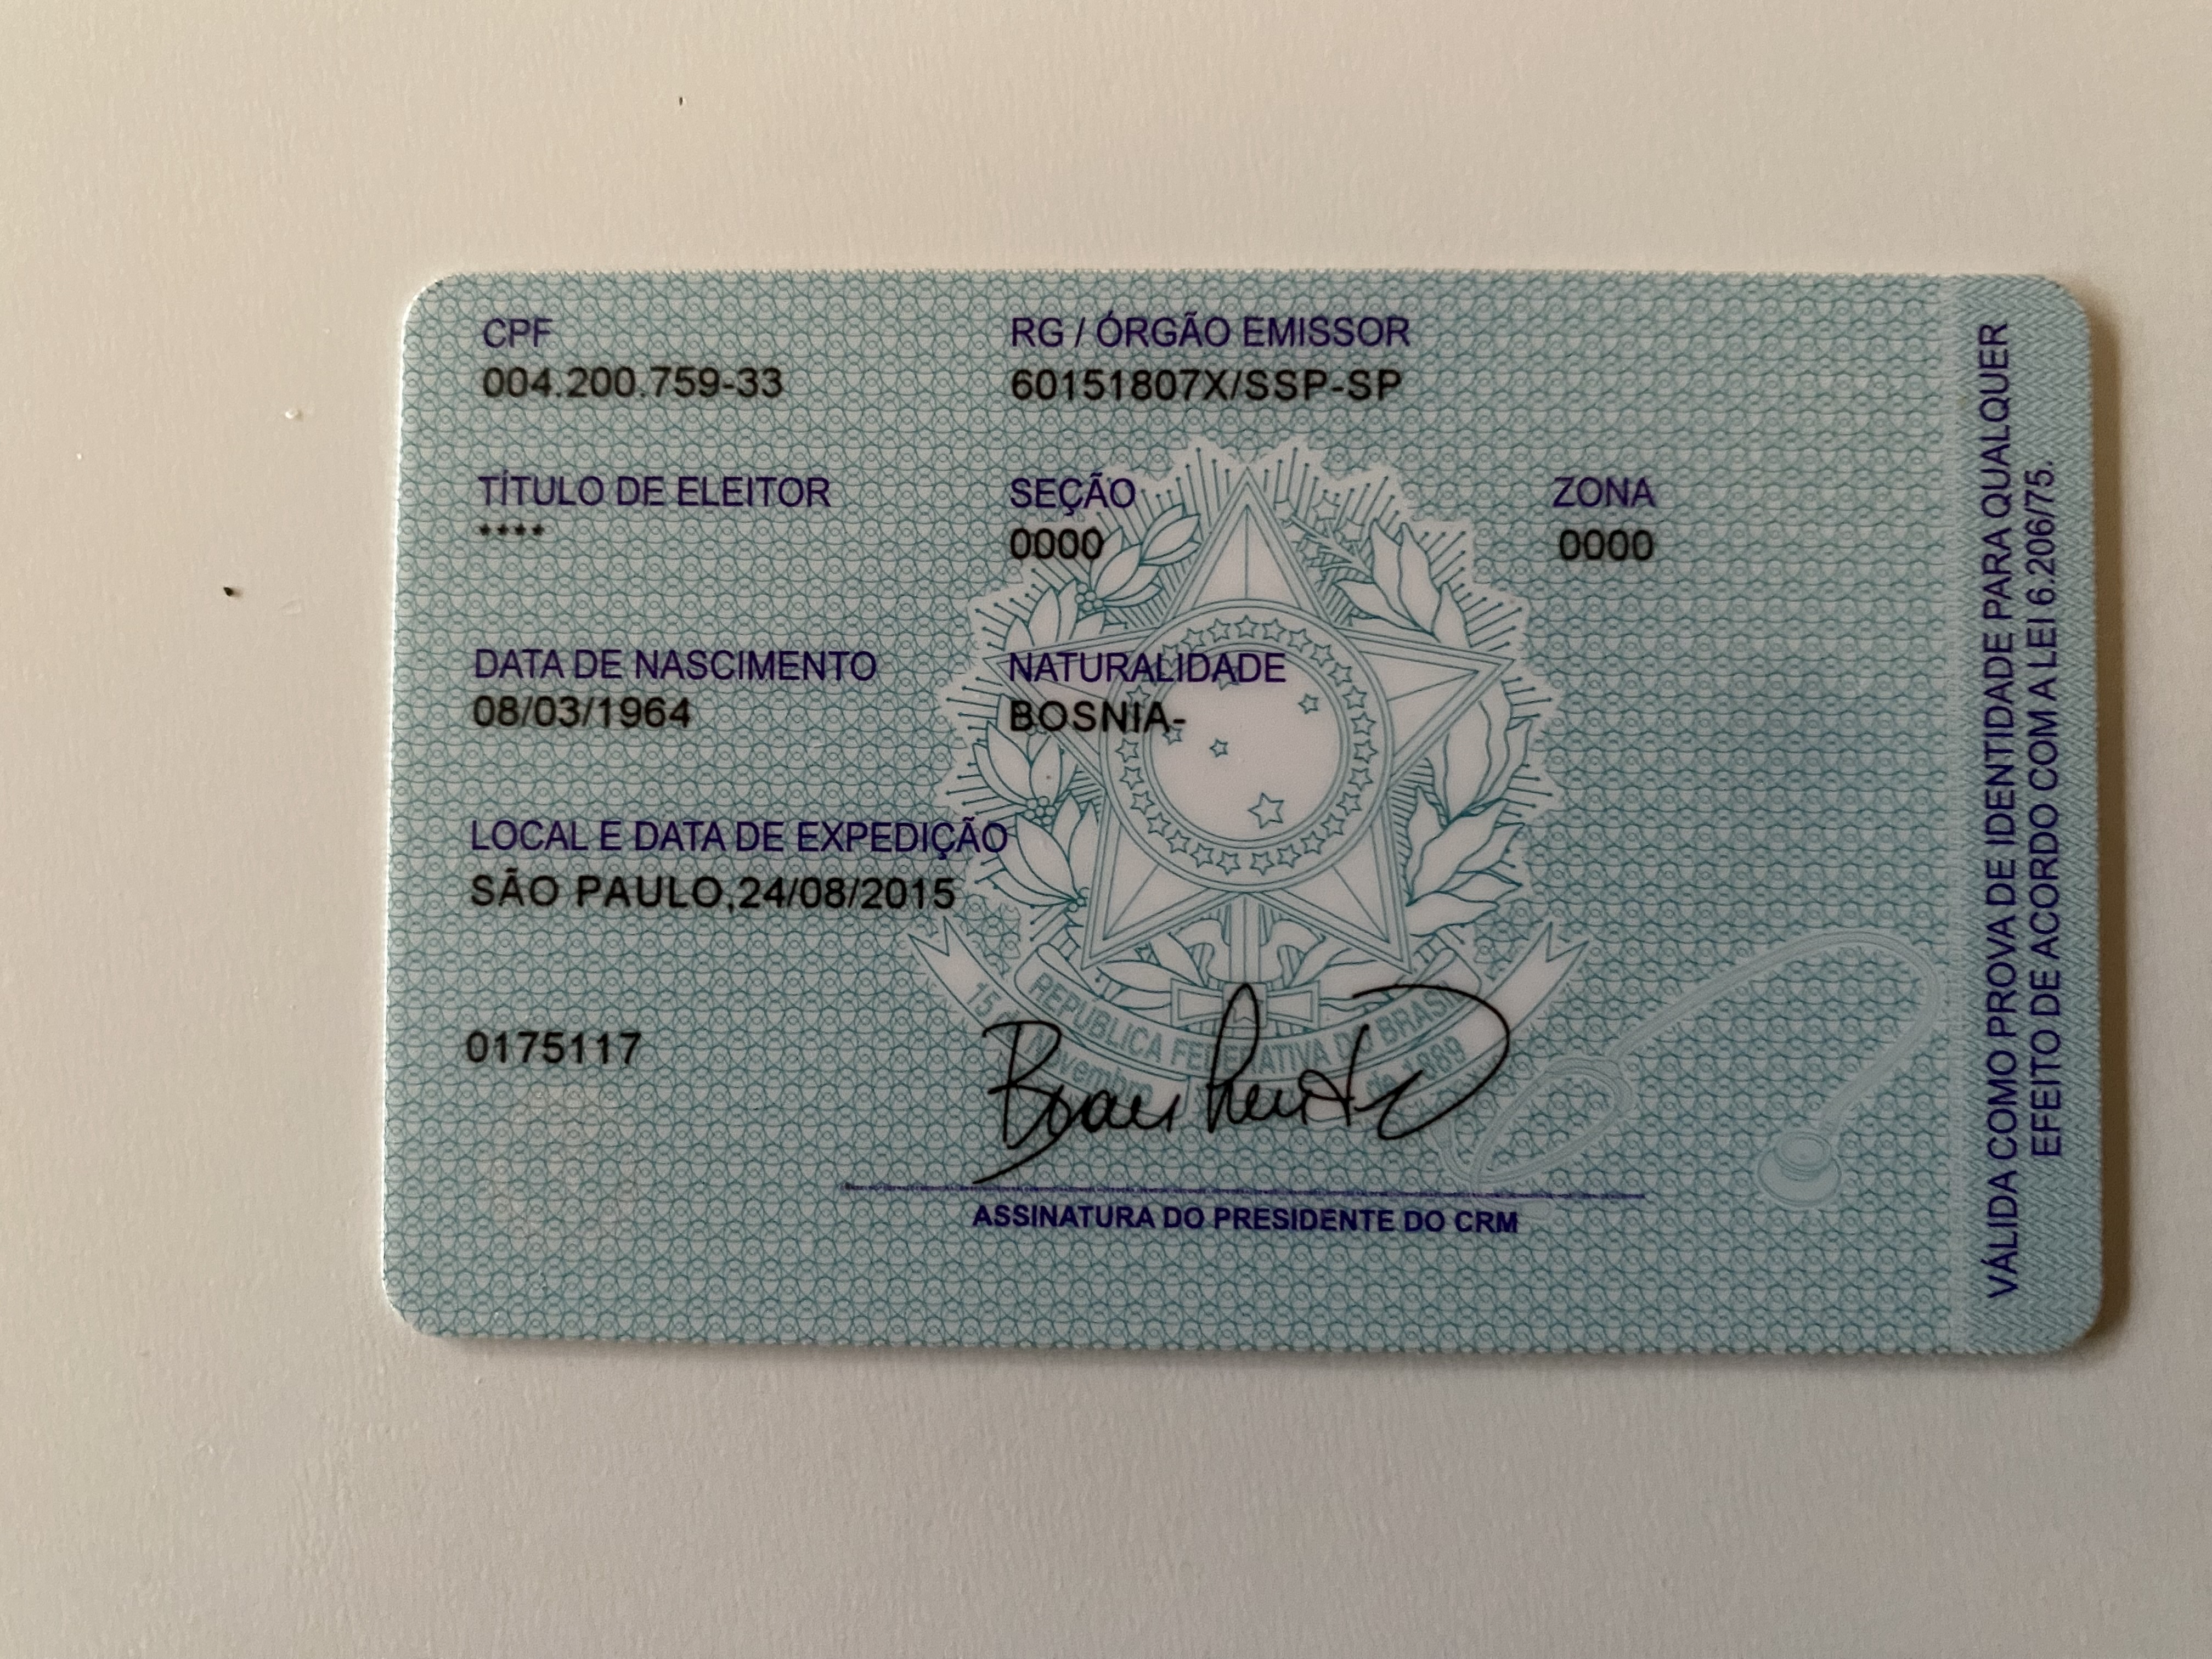 CPF
004.200.759-33
RG / ÓRGÃO EMISSOR
60151807X/SSP-SP
TÍTULO DE ELEITOR
****
SEÇÃO
0000
ZONA
0000
DATA DE NASCIMENTO
08/03/1964
NATURALIDADE
BOSNIA-
LOCAL E DATA DE EXPEDIÇÃO
SÃO PAULO,24/08/2015
REPUBLICA FEDERATIVA DO BRASIL
15 de Novembro de 1889
0175117
ASSINATURA DO PRESIDENTE DO CRM
VÁLIDA COMO PROVA DE IDENTIDADE PARA QUALQUER
EFEITO DE ACORDO COM A LEI 6.206/75.